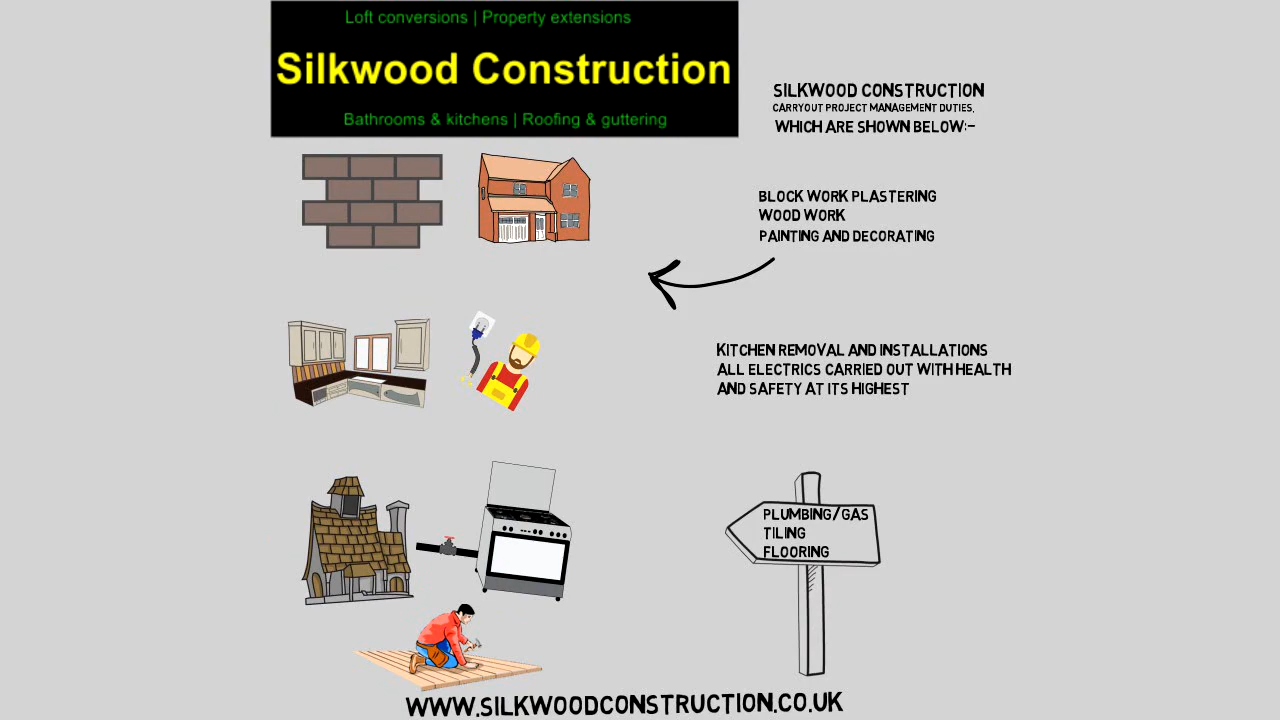 Loft conversions | Property extensions
Silkwood Construction
Bathrooms & kitchens | Roofing & guttering
SILKWOOD CONSTRUCTION
CARRYOUT PROJECT MANAGEMENT DUTIES,
WHICH ARE SHOWN BELOW:-
BLOCK WORK PLASTERING
WOOD WORK
PAINTING AND DECORATING
KITCHEN REMOVAL AND INSTALLATIONS
ALL ELECTRICS CARRIED OUT WITH HEALTH
AND SAFETY AT ITS HIGHEST
PLUMBING/GAS
TILING
FLOORING
WWW.SILKWOODCONSTRUCTION.CO.UK